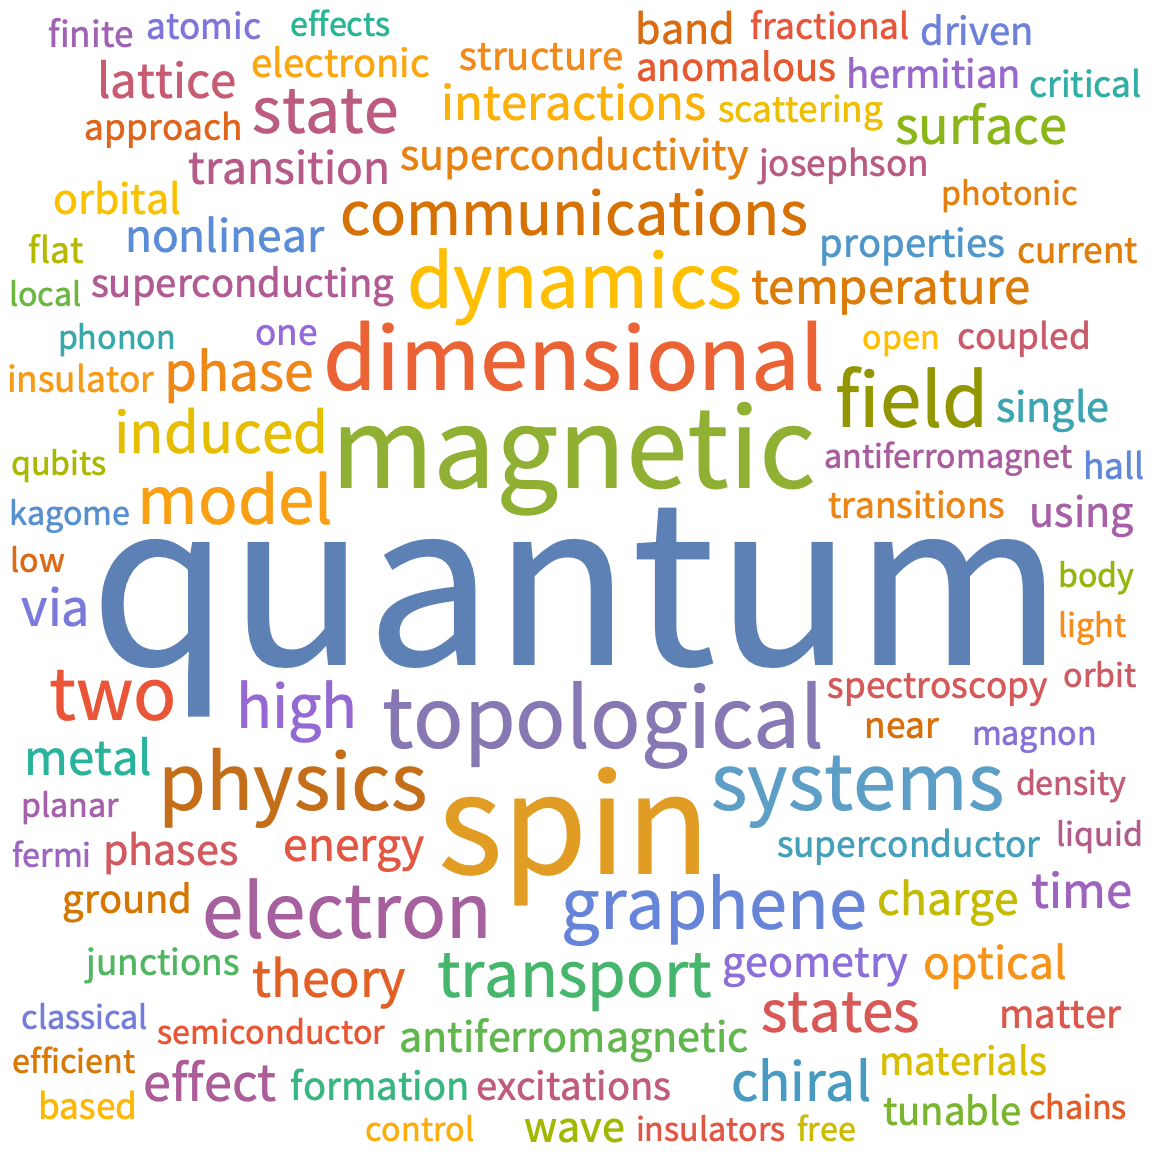 finite atomic effects band fractional driven
lattice electronic structure anomalous hermitian critical
approach state interactions scattering surface
transition superconductivity josephson
orbital communications photonic
flat nonlinear dynamics properties current
local superconducting temperature
phonon one dimensional open coupled
insulator phase field single
induced magnetic antiferromagnet hall
qubits model transitions using
kagome
low quantum body
via light
two high topological spectroscopy orbit
near magnon
metal physics systems density
planar spin
fermi phases energy superconductor liquid
ground electron graphene charge time
junctions theory transport geometry optical
classical semiconductor antiferromagnetic states matter
efficient effect formation excitations chiral materials
based tunable chains
control wave insulators free